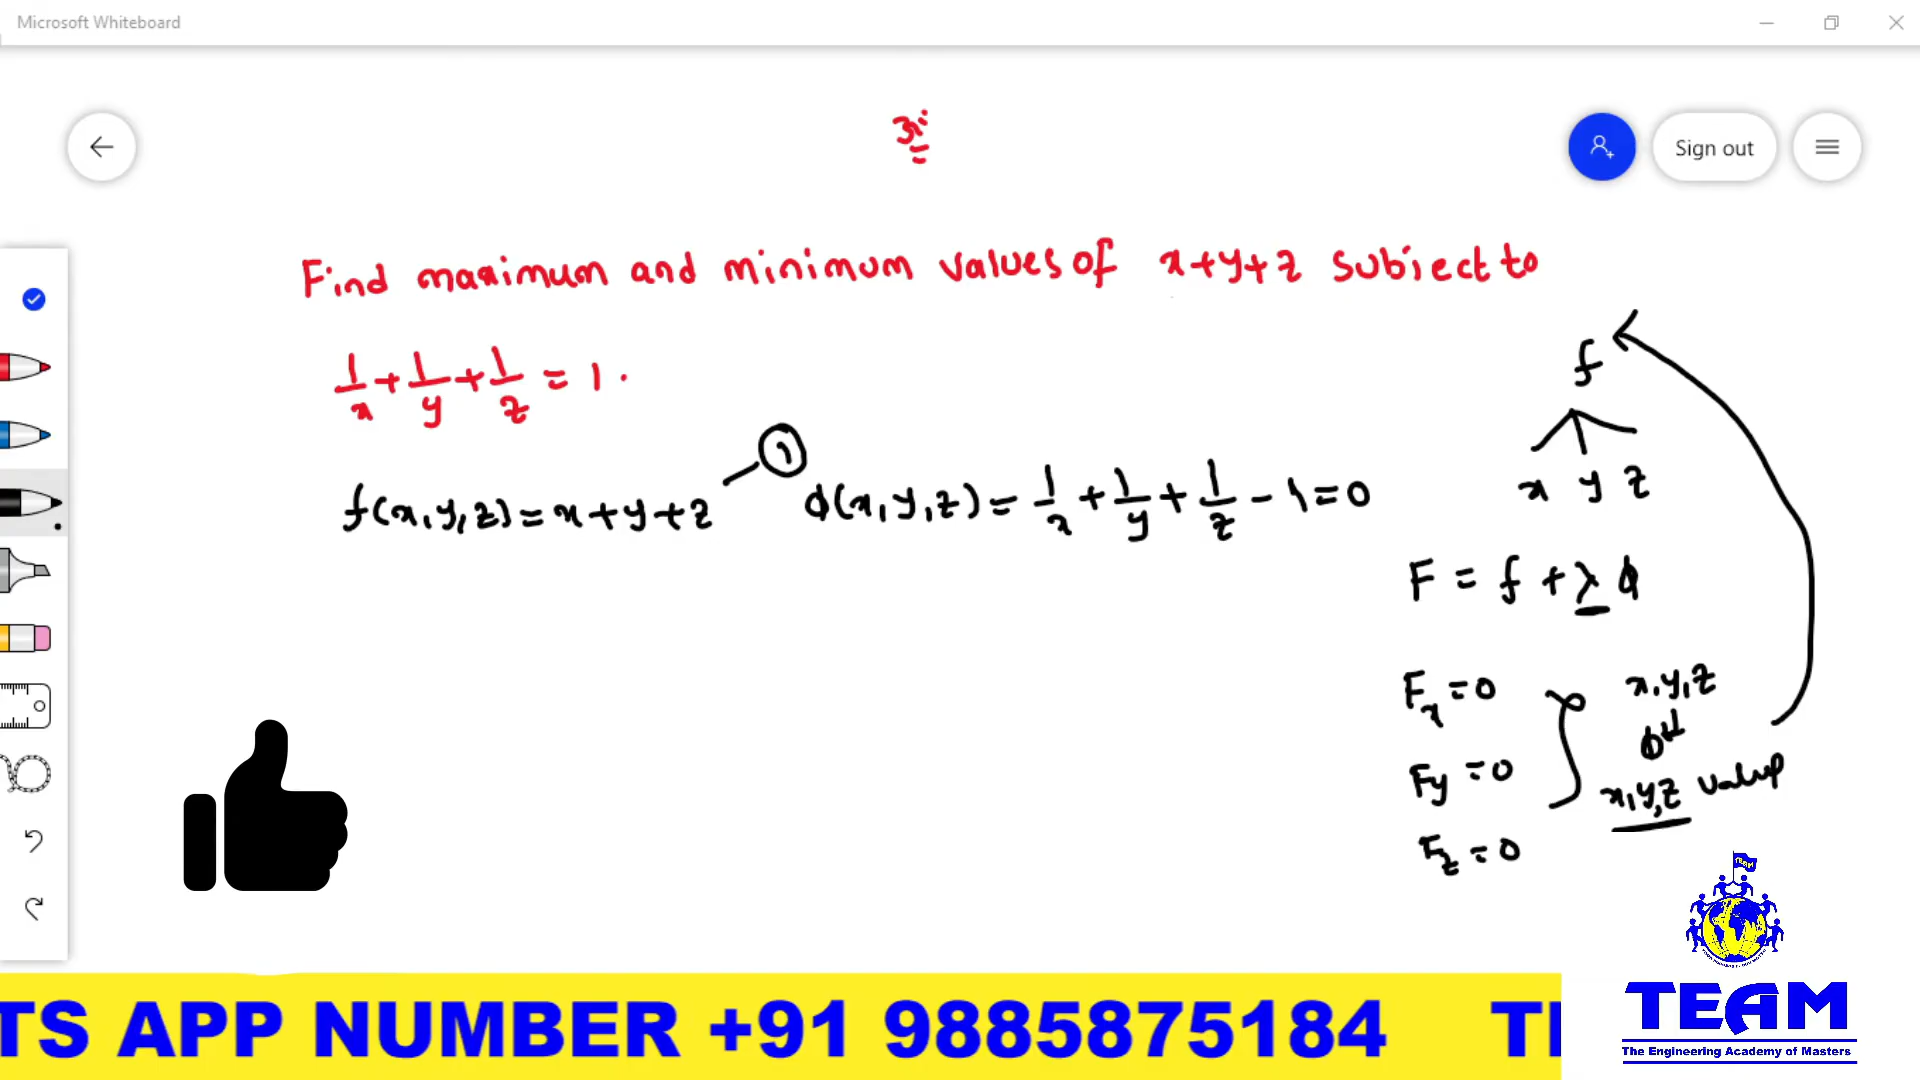 Microsoft Whiteboard
Sign out
Find maximum and minimum values of x+y+z subject to
1/x + 1/y + 1/z = 1.
f
x y z
1
f(x,y,z)=x+y+z
ϕ(x,y,z)= 1/x + 1/y + 1/z - 1=0
F = f + λ ϕ
Fx =0
x,y,z
ϕ
Fy =0
x,y,z value
Fz =0
TS APP NUMBER +91 9885875184
TEAM
TEAM
The Engineering Academy of Masters